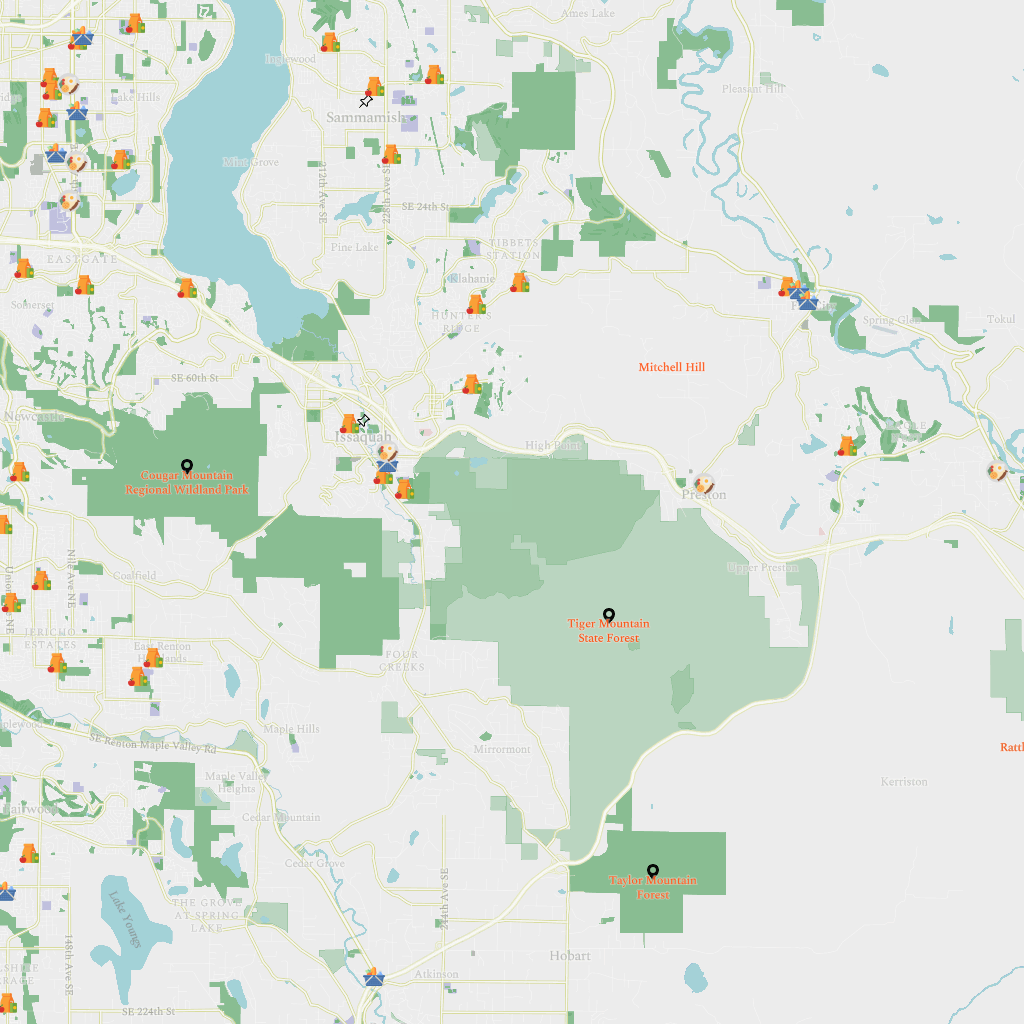 Ames Lake
Inglewood
Lake Hills
Pleasant Hill
Sammamish
Mint Grove
212th Ave SE
228th Ave SE
SE 24th St
Pine Lake
TIBBETS
STATION
EASTGATE
Klahanie
Somerset
HUNTER'S
RIDGE
Spring Glen
Tokul
Mitchell Hill
SE 60th St
Newcastle
Issaquah
High Point
Cougar Mountain
Regional Wildland Park
Preston
Nile Ave NE
Coalfield
Upper Preston
Tiger Mountain
State Forest
JERICHO
ESTATES
East Renton
Highlands
FOUR
CREEKS
SE Renton Maple Valley Rd
Maple Hills
Mirrormont
Maple Valley
Heights
Kerriston
Fairwood
Cedar Mountain
Cedar Grove
Taylor Mountain
Forest
244th Ave SE
Lake Youngs
THE GROVE
AT SPRING
LAKE
148th Ave SE
Hobart
Atkinson
SE 224th St